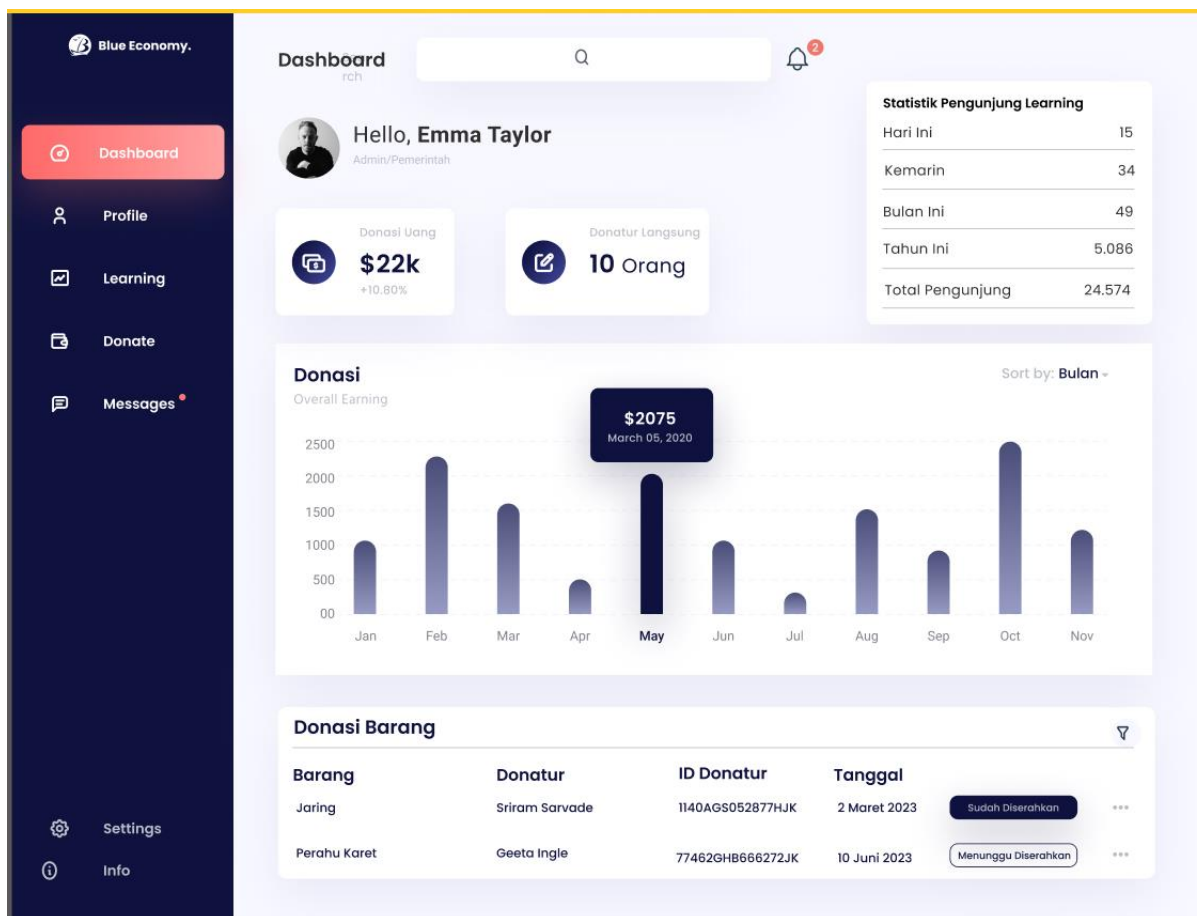 Blue Economy.
Dashboard
Profile
Learning
Donate
Messages
Settings
Info
Dashboard
rch
2
Hello, Emma Taylor
Admin/Pemerintah
Donasi Uang
$22k
+10.80%
Donatur Langsung
10 Orang
Statistik Pengunjung Learning
Hari Ini 15
Kemarin 34
Bulan Ini 49
Tahun Ini 5.086
Total Pengunjung 24.574
Donasi
Overall Earning
Sort by: Bulan
$2075
March 05, 2020
2500
2000
1500
1000
500
00
Jan Feb Mar Apr May Jun Jul Aug Sep Oct Nov
Donasi Barang
Barang Donatur ID Donatur Tanggal
Jaring Sriram Sarvade 1140AGS052877HJK 2 Maret 2023 Sudah Diserahkan
Perahu Karet Geeta Ingle 77462GHB666272JK 10 Juni 2023 Menunggu Diserahkan